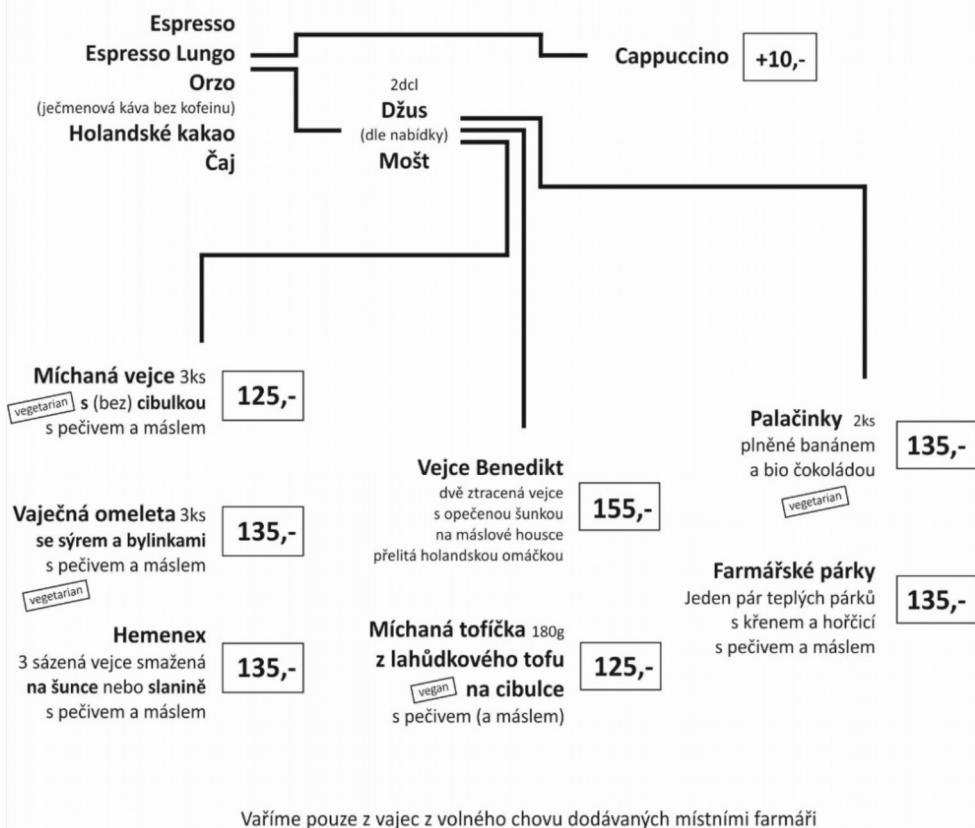 Espresso
Espresso Lungo
Orzo
(ječmenová káva bez kofeinu)
Holandské kakao
Čaj
Cappuccino +10,-
2dcl
Džus
(dle nabídky)
Mošt
Míchaná vejce 3ks
vegetarian s (bez) cibulkou
s pečivem a máslem
125,-
Vaječná omeleta 3ks
se sýrem a bylinkami
s pečivem a máslem
vegetarian
135,-
Hemenex
3 sázená vejce smažená
na šunce nebo slanině
s pečivem a máslem
135,-
Vejce Benedikt
dvě ztracená vejce
s opečenou šunkou
na máslové housce
přelitá holandskou omáčkou
155,-
Míchaná tofíčka 180g
z lahůdkového tofu
vegan na cibulce
s pečivem (a máslem)
125,-
Palačinky 2ks
plněné banánem
a bio čokoládou
vegetarian
135,-
Farmářské párky
Jeden pár teplých párků
s křenem a hořčicí
s pečivem a máslem
135,-
Vaříme pouze z vajec z volného chovu dodávaných místními farmáři